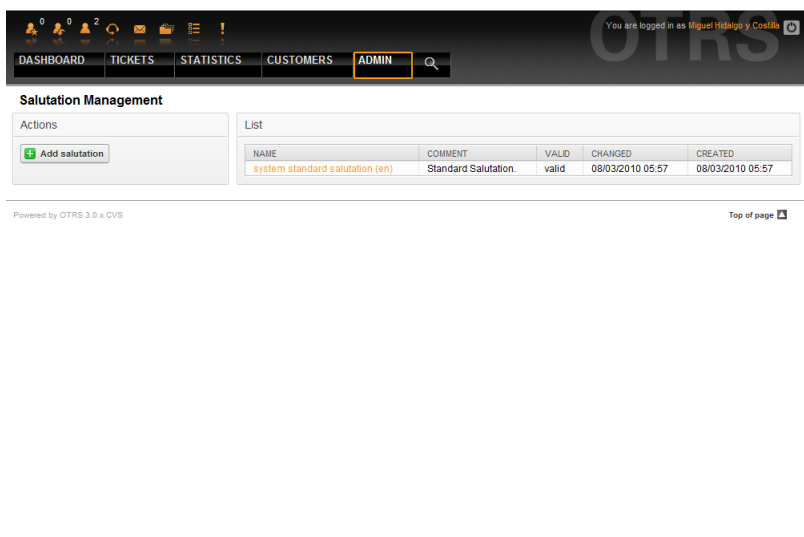 0 0 2
You are logged in as Miguel Hidalgo y Costilla
OTRS
DASHBOARD TICKETS STATISTICS CUSTOMERS ADMIN
Salutation Management
Actions
Add salutation
List
NAME COMMENT VALID CHANGED CREATED
system standard salutation (en) Standard Salutation. valid 08/03/2010 05:57 08/03/2010 05:57
Powered by OTRS 3.0.x CVS
Top of page